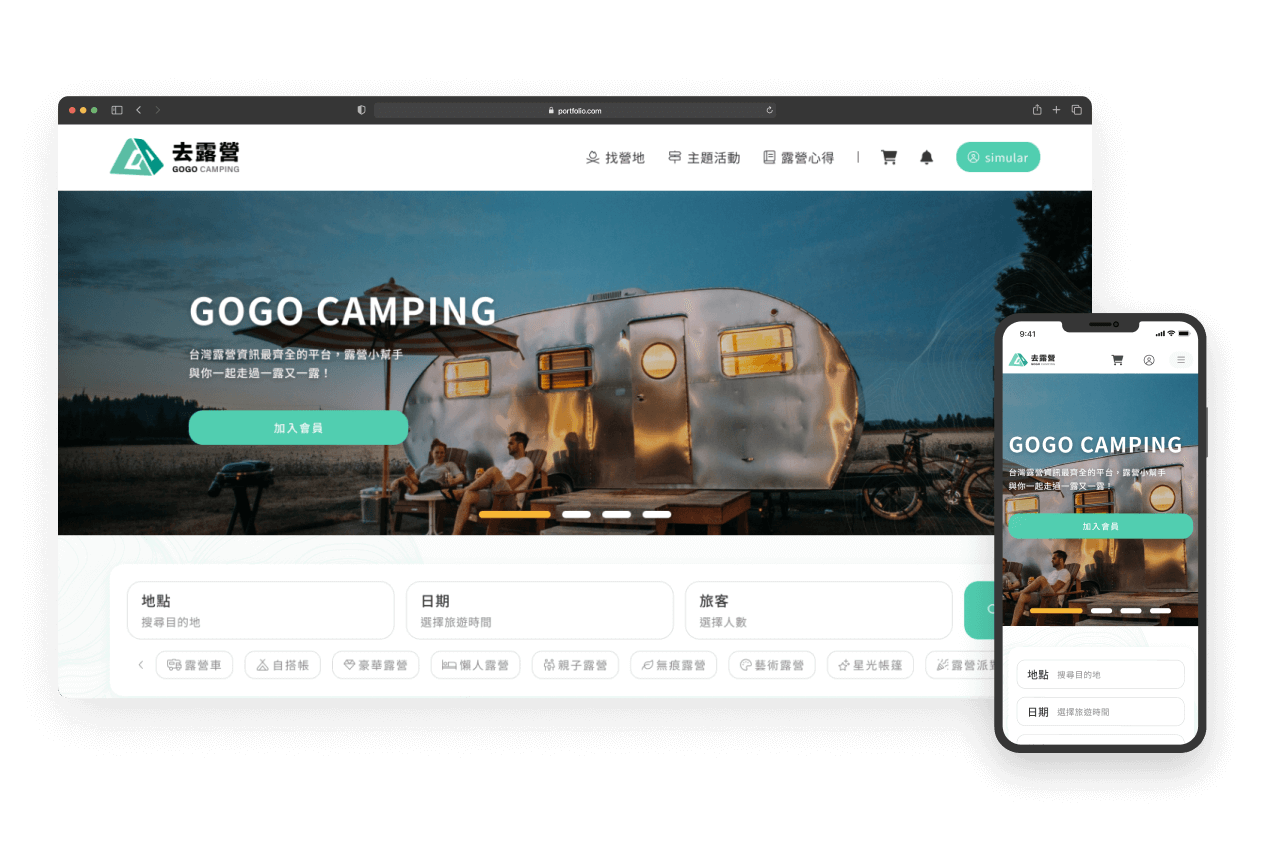 portfolio.com
去露營
GOGO CAMPING
找營地
主題活動
露營心得
simular
GOGO CAMPING
台灣露營資訊最齊全的平台，露營小幫手
與你一起走過一露又一露！
加入會員
地點
搜尋目的地
日期
選擇旅遊時間
旅客
選擇人數
露營車
自搭帳
豪華露營
懶人露營
親子露營
無痕露營
藝術露營
星光帳篷
露營派對
9:41
去露營
GOGO CAMPING
GOGO CAMPING
台灣露營資訊最齊全的平台，露營小幫手
與你一起走過一露又一露！
加入會員
地點 搜尋目的地
日期 選擇旅遊時間